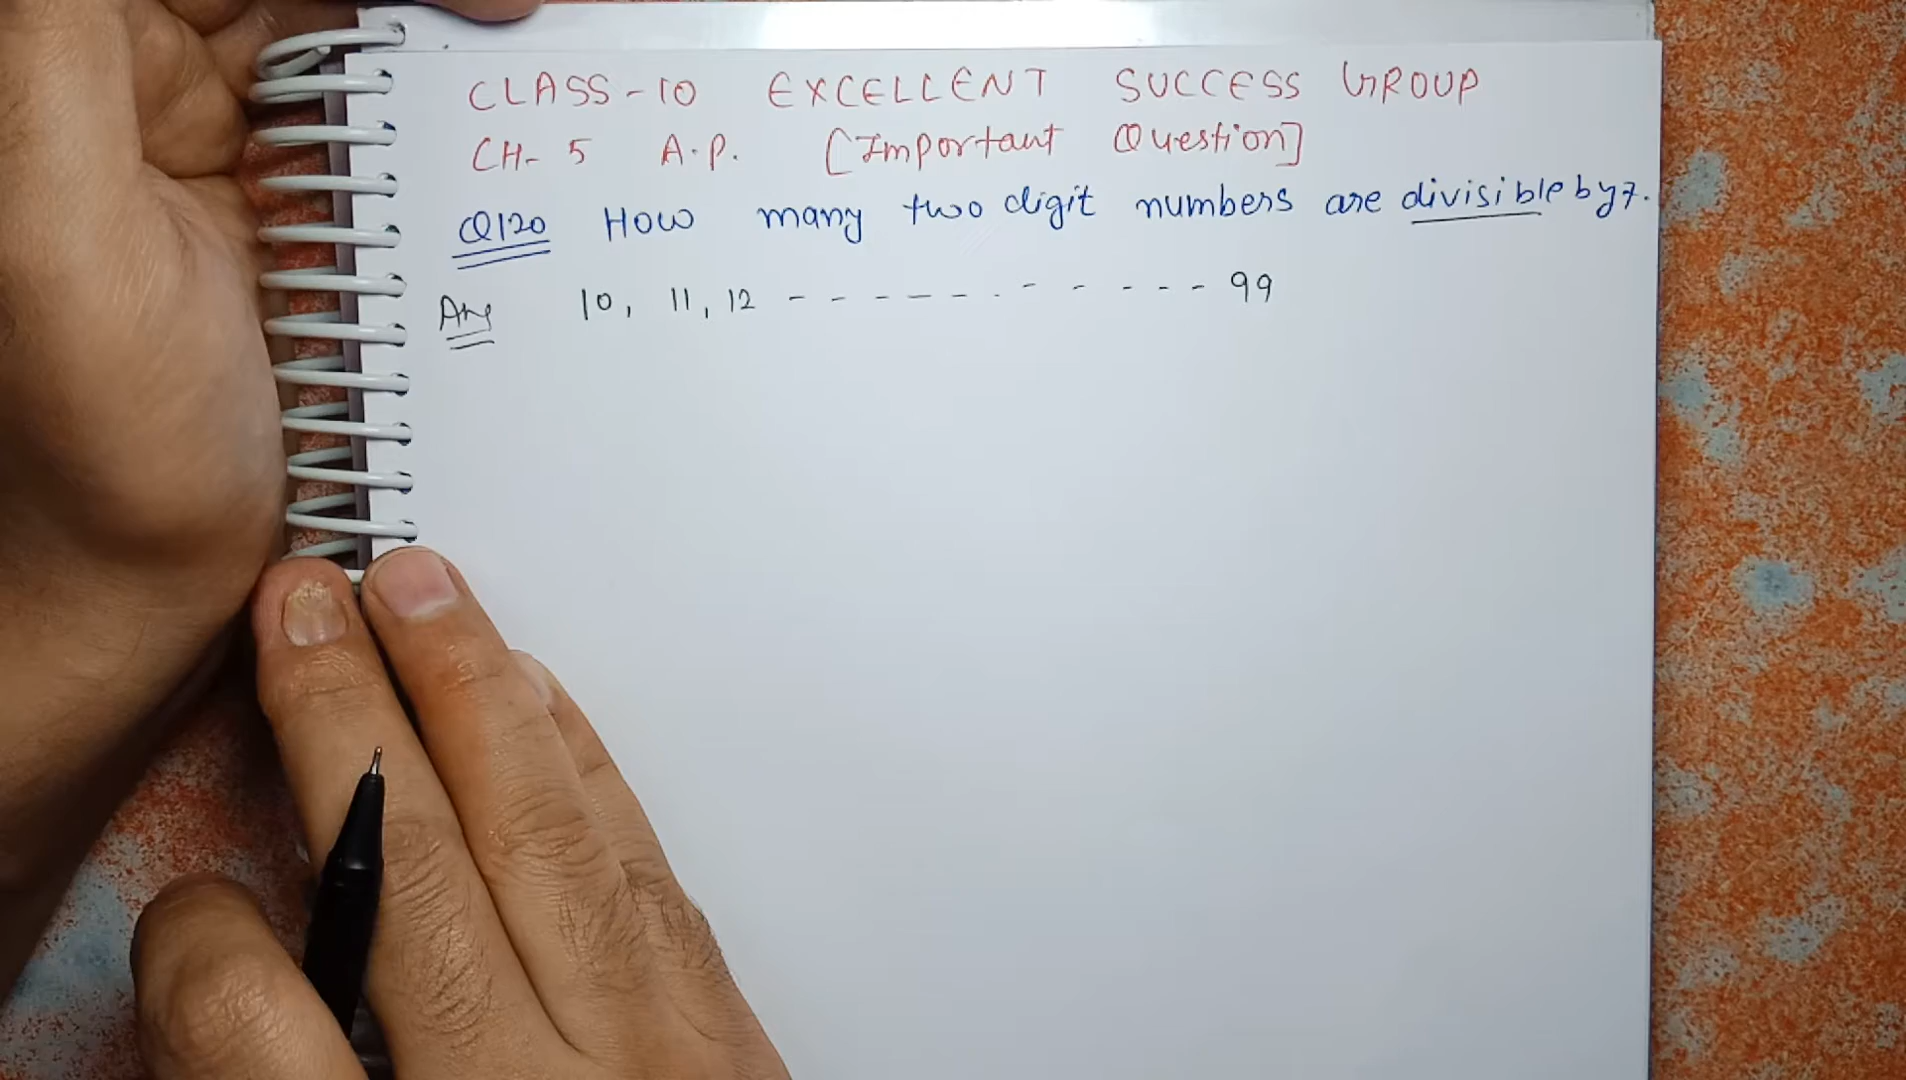 CLASS-10 EXCELLENT SUCCESS GROUP
CH- 5 A.P. [Important Question]
Q120 How many two digit numbers are divisible by 7.
Ans 10, 11, 12 - - - - - - - - - - - 99